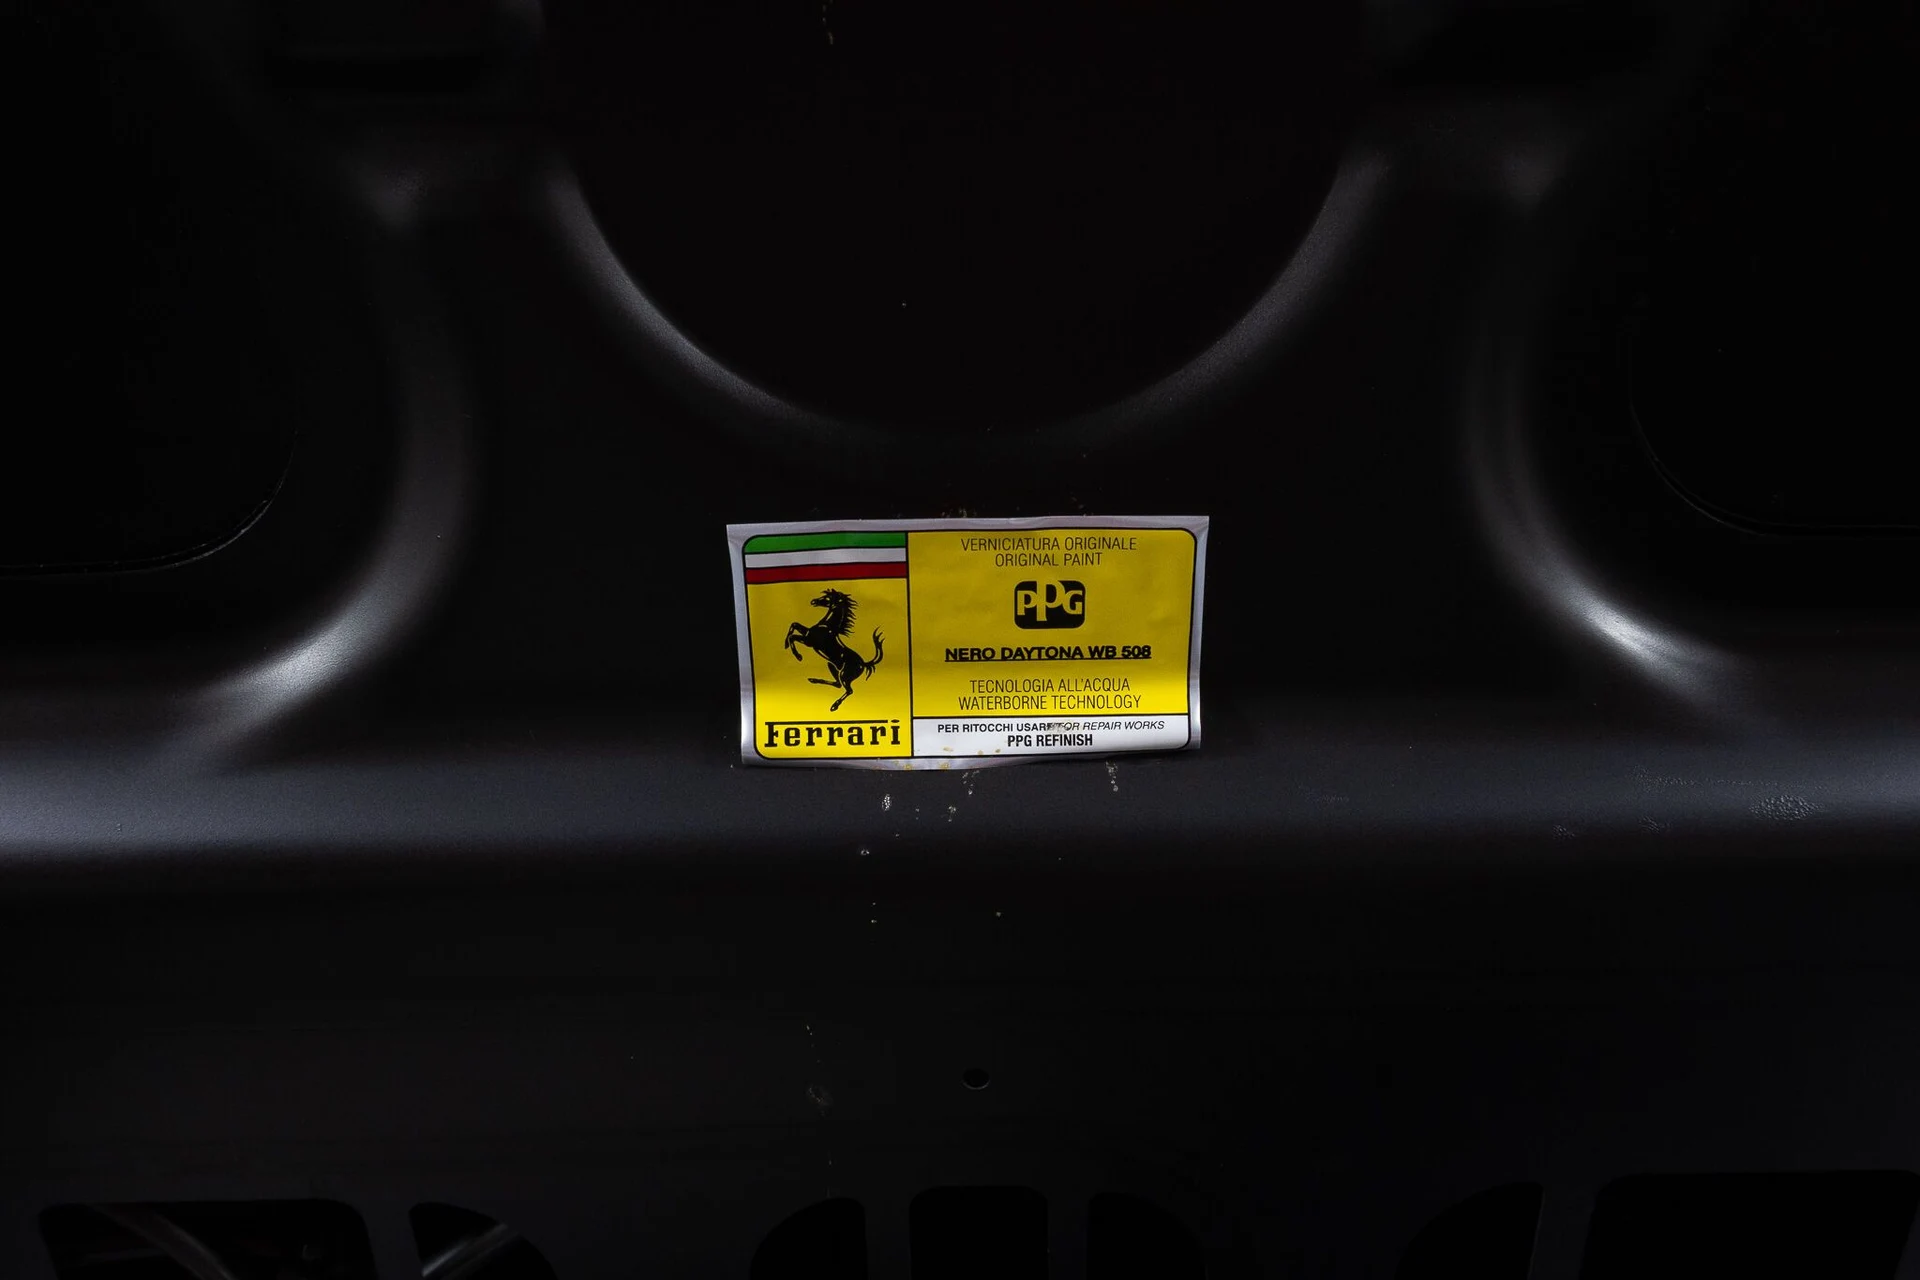 Ferrari
VERNICIATURA ORIGINALE
ORIGINAL PAINT
PPG
NERO DAYTONA WB 508
TECNOLOGIA ALL'ACQUA
WATERBORNE TECHNOLOGY
PER RITOCCHI USARE FOR REPAIR WORKS
PPG REFINISH